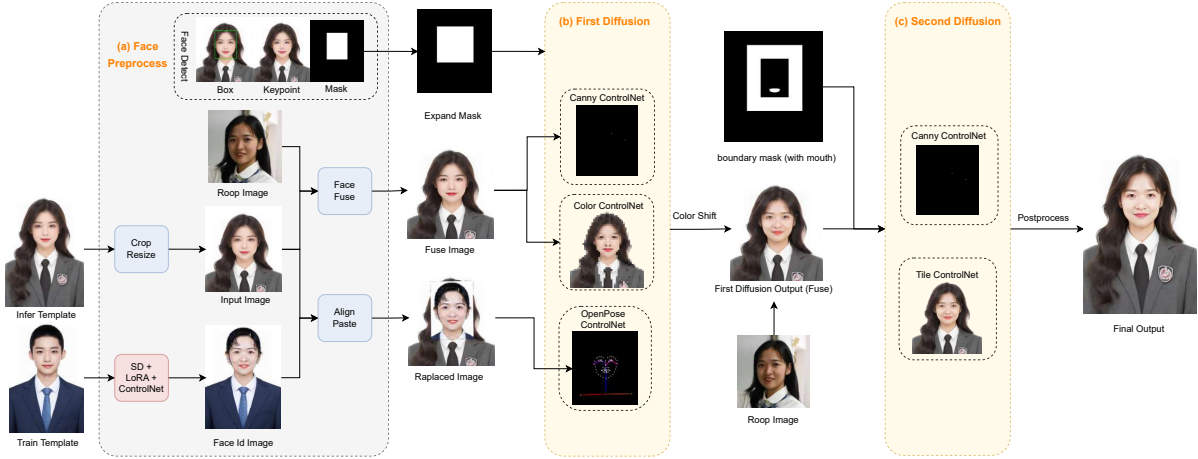 (a) Face
Preprocess
Face Detect
Box
Keypoint
Mask
Expand Mask
Roop Image
Face
Fuse
Fuse Image
Infer Template
Crop
Resize
Input Image
Align
Paste
Raplaced Image
Train Template
SD +
LoRA +
ControlNet
Face Id Image
(b) First Diffusion
Canny ControlNet
Color ControlNet
OpenPose
ControlNet
Color Shift
boundary mask (with mouth)
First Diffusion Output (Fuse)
Roop Image
(c) Second Diffusion
Canny ControlNet
Tile ControlNet
Postprocess
Final Output